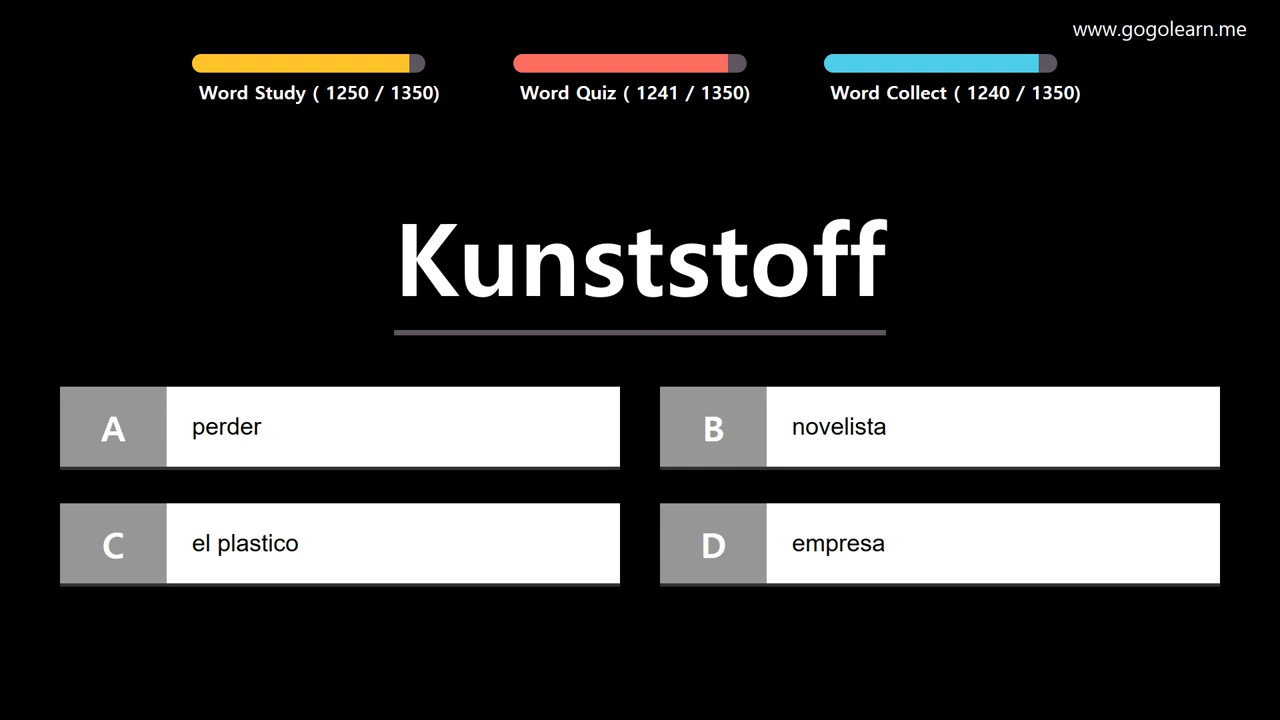 www.gogolearn.me
Word Study ( 1250 / 1350)
Word Quiz ( 1241 / 1350)
Word Collect ( 1240 / 1350)
Kunststoff
A perder
B novelista
C el plastico
D empresa